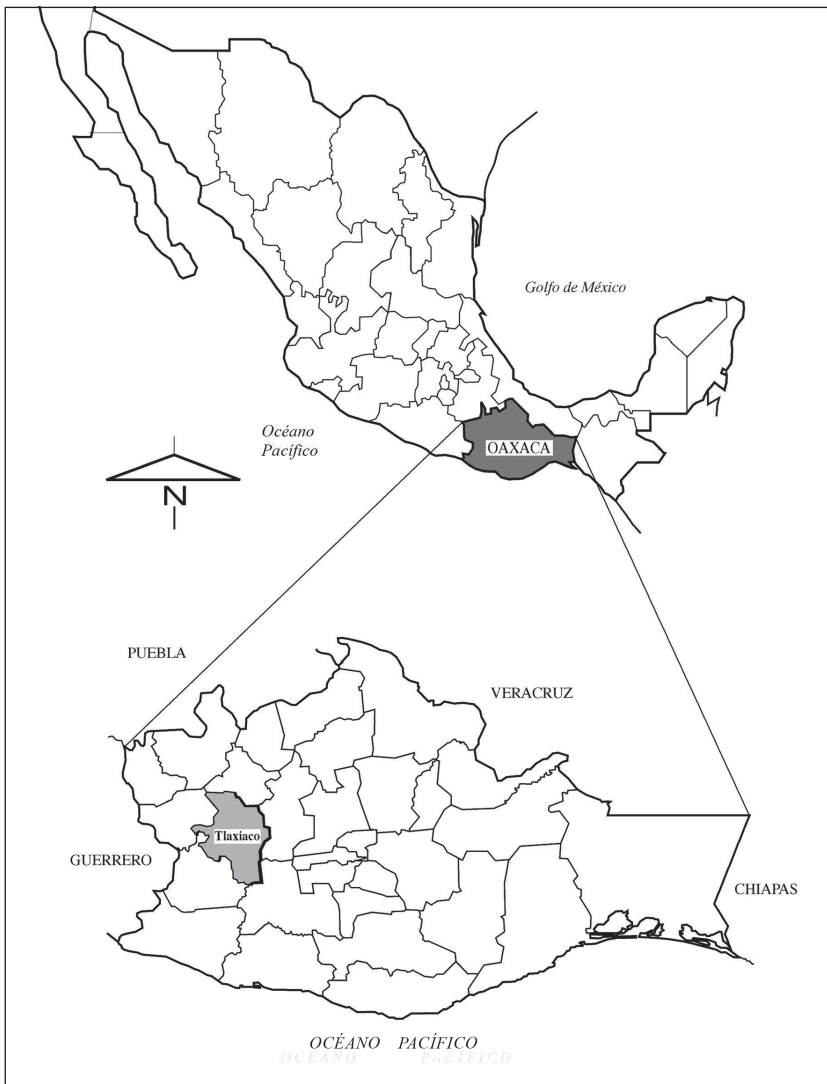 Golfo de México
Océano
Pacífico
OAXACA
N
PUEBLA
VERACRUZ
Tlaxiaco
GUERRERO
CHIAPAS
OCÉANO PACÍFICO
OCÉANO PACÍFICO